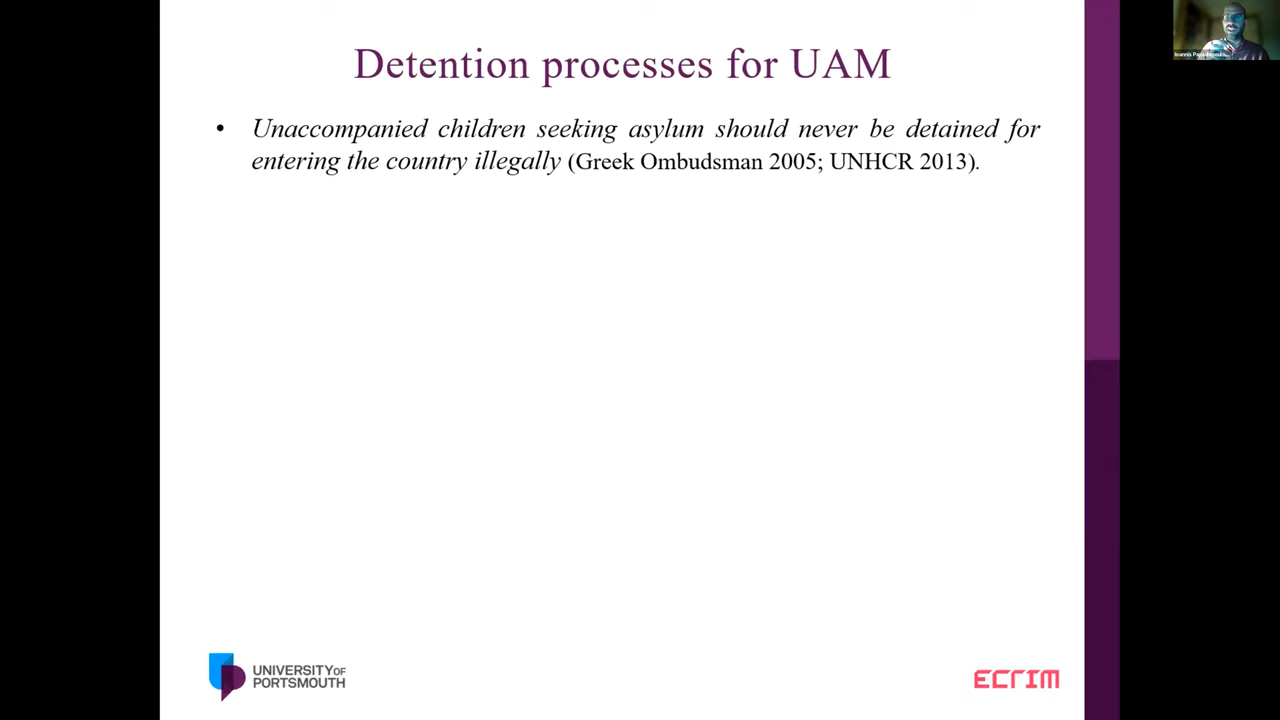 Detention processes for UAM
• Unaccompanied children seeking asylum should never be detained for
entering the country illegally (Greek Ombudsman 2005; UNHCR 2013).
UNIVERSITY OF
PORTSMOUTH
ECRIM
Ioannis